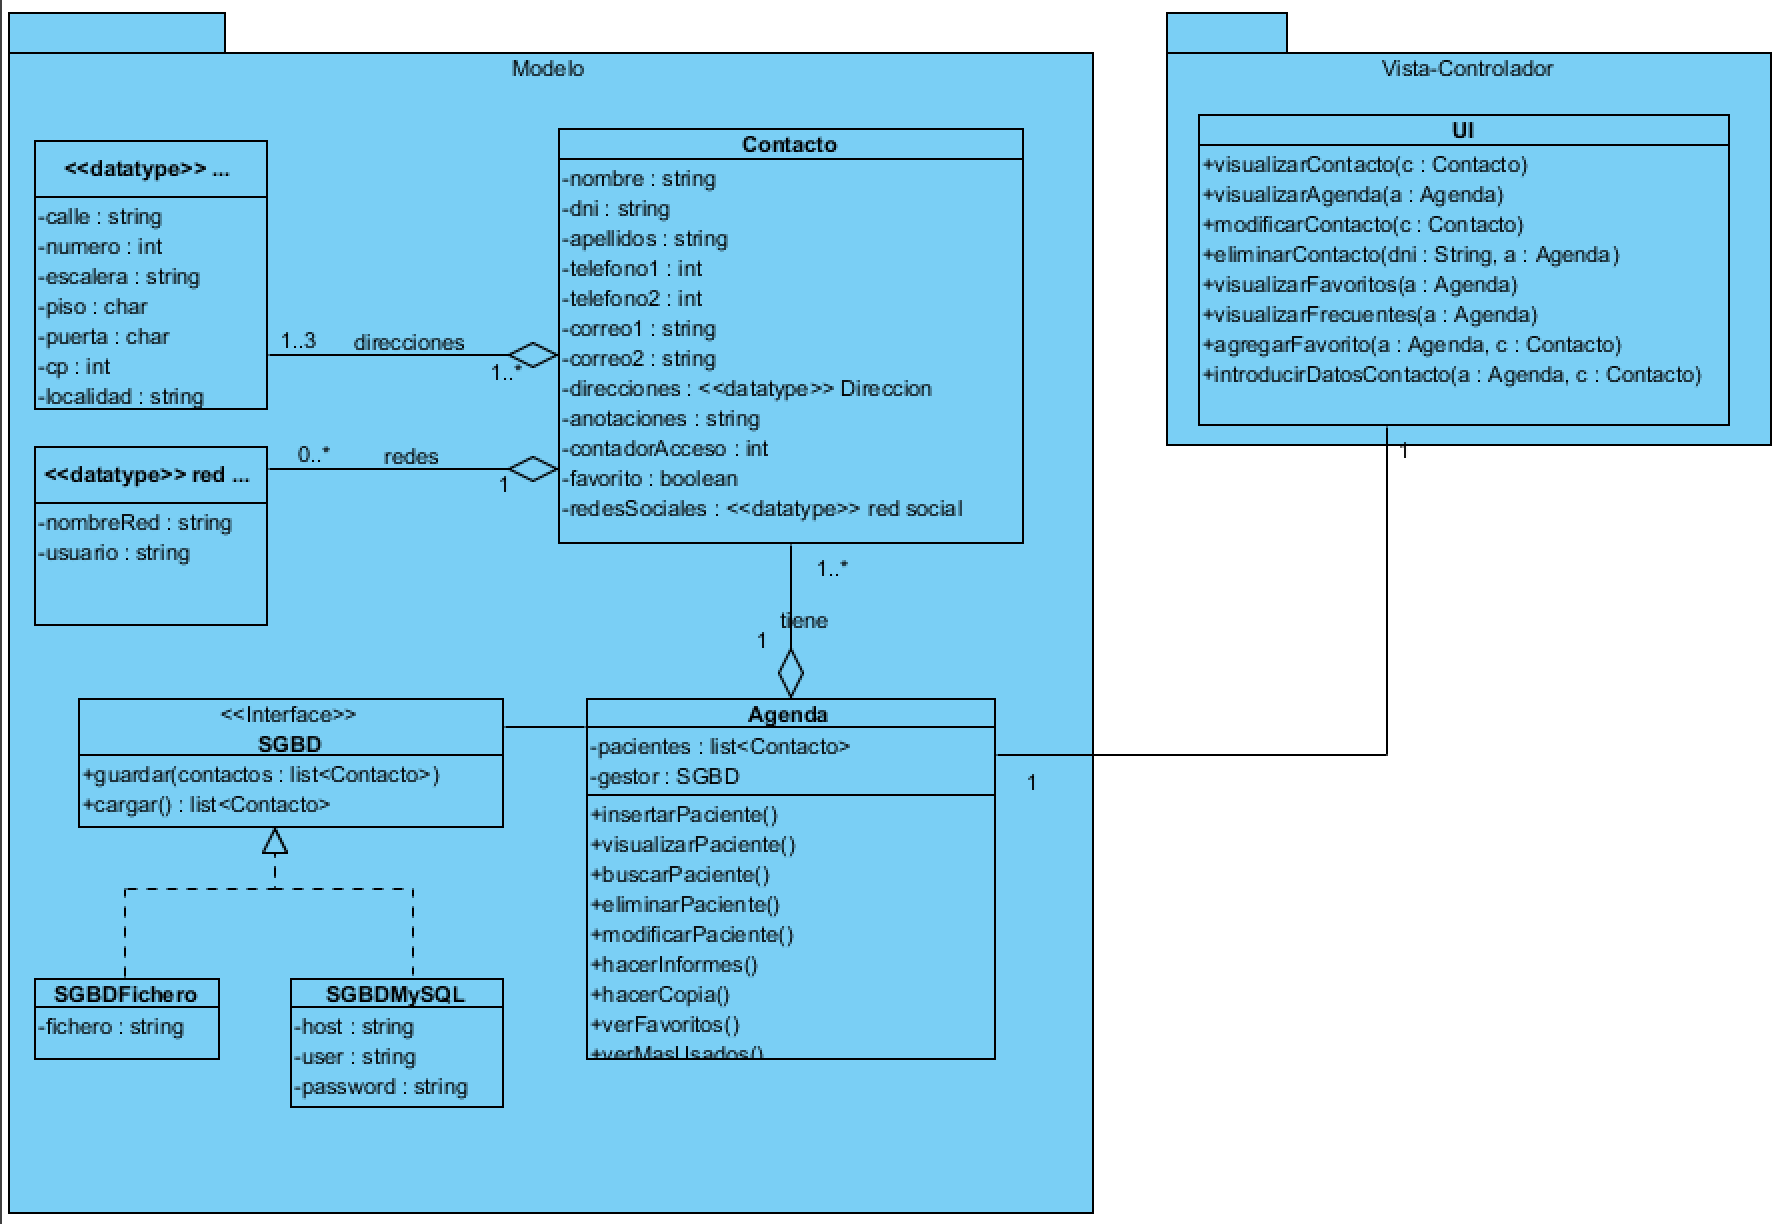 Modelo
<<datatype>> ...
-calle : string
-numero : int
-escalera : string
-piso : char
-puerta : char
-cp : int
-localidad : string
1..3
direcciones
1..*
<<datatype>> red ...
-nombreRed : string
-usuario : string
0..*
redes
1
Contacto
-nombre : string
-dni : string
-apellidos : string
-telefono1 : int
-telefono2 : int
-correo1 : string
-correo2 : string
-direcciones : <<datatype>> Direccion
-anotaciones : string
-contadorAcceso : int
-favorito : boolean
-redesSociales : <<datatype>> red social
1..*
tiene
1
<<Interface>>
SGBD
+guardar(contactos : list<Contacto>)
+cargar() : list<Contacto>
SGBDFichero
-fichero : string
SGBDMySQL
-host : string
-user : string
-password : string
Agenda
-pacientes : list<Contacto>
-gestor : SGBD
+insertarPaciente()
+visualizarPaciente()
+buscarPaciente()
+eliminarPaciente()
+modificarPaciente()
+hacerInformes()
+hacerCopia()
+verFavoritos()
+verMasUsados()
1
Vista-Controlador
UI
+visualizarContacto(c : Contacto)
+visualizarAgenda(a : Agenda)
+modificarContacto(c : Contacto)
+eliminarContacto(dni : String, a : Agenda)
+visualizarFavoritos(a : Agenda)
+visualizarFrecuentes(a : Agenda)
+agregarFavorito(a : Agenda, c : Contacto)
+introducirDatosContacto(a : Agenda, c : Contacto)
1